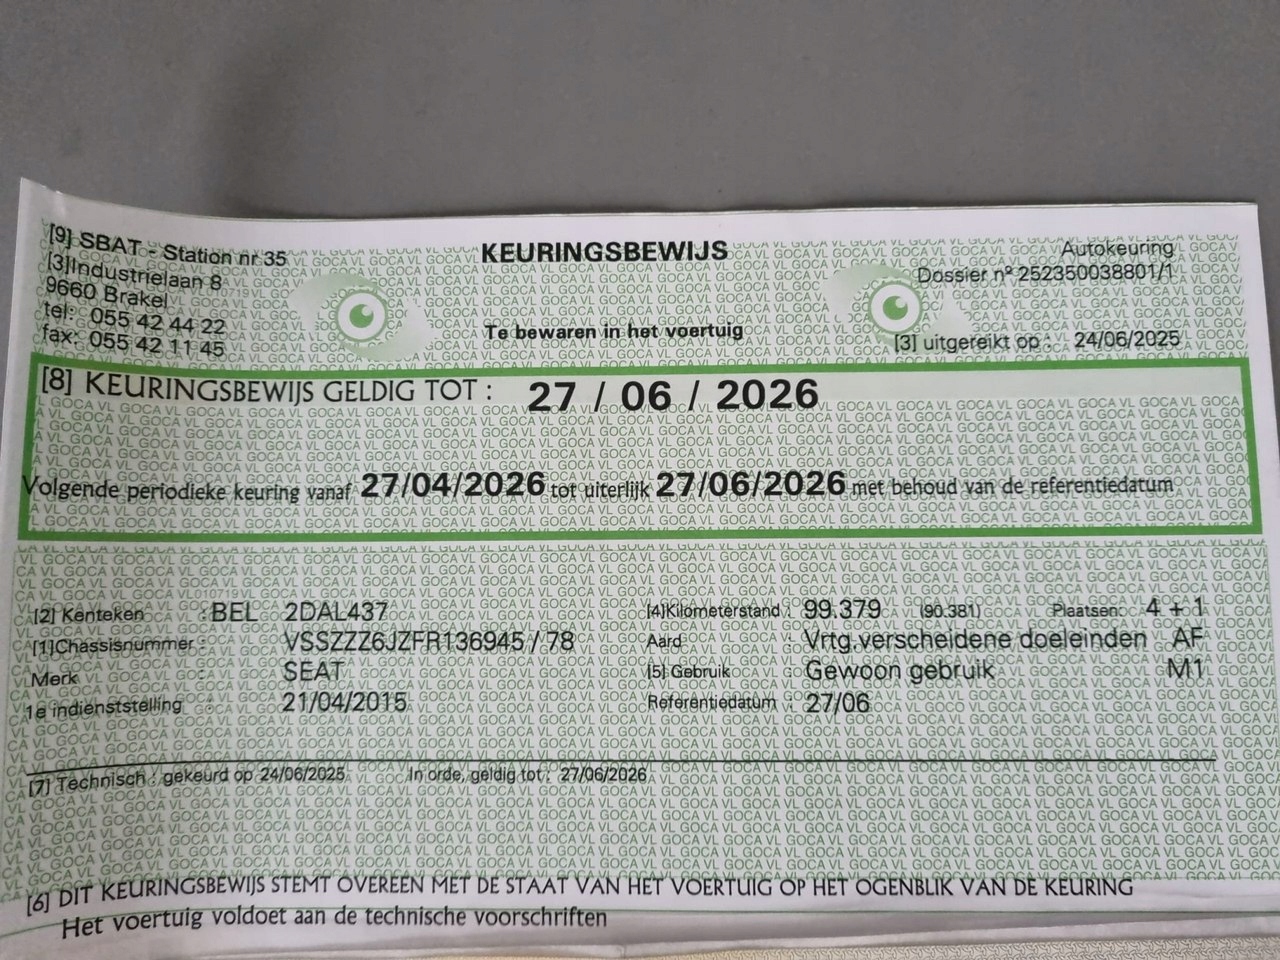 [9] SBAT - Station nr 35
[3]Industrielaan 8
9660 Brakel
tel: 055 42 44 22
fax: 055 42 11 45
KEURINGSBEWIJS
Te bewaren in het voertuig
Autokeuring
Dossier n° 252350038801/1
[3] uitgereikt op : 24/06/2025
[8] KEURINGSBEWIJS GELDIG TOT : 27 / 06 / 2026
Volgende periodieke keuring vanaf 27/04/2026 tot uiterlijk 27/06/2026 met behoud van de referentiedatum
[2] Kenteken : BEL 2DAL437 [4]Kilometerstand : 99.379 (90.381) Plaatsen: 4 + 1
[1]Chassisnummer : VSSZZZ6JZFR136945 / 78 Aard : Vrtg.verscheidene doeleinden AF
Merk : SEAT [5] Gebruik : Gewoon gebruik M1
1e indienststelling : 21/04/2015 Referentiedatum : 27/06
[7] Technisch : gekeurd op 24/06/2025 In orde, geldig tot : 27/06/2026
[6] DIT KEURINGSBEWIJS STEMT OVEREEN MET DE STAAT VAN HET VOERTUIG OP HET OGENBLIK VAN DE KEURING
Het voertuig voldoet aan de technische voorschriften